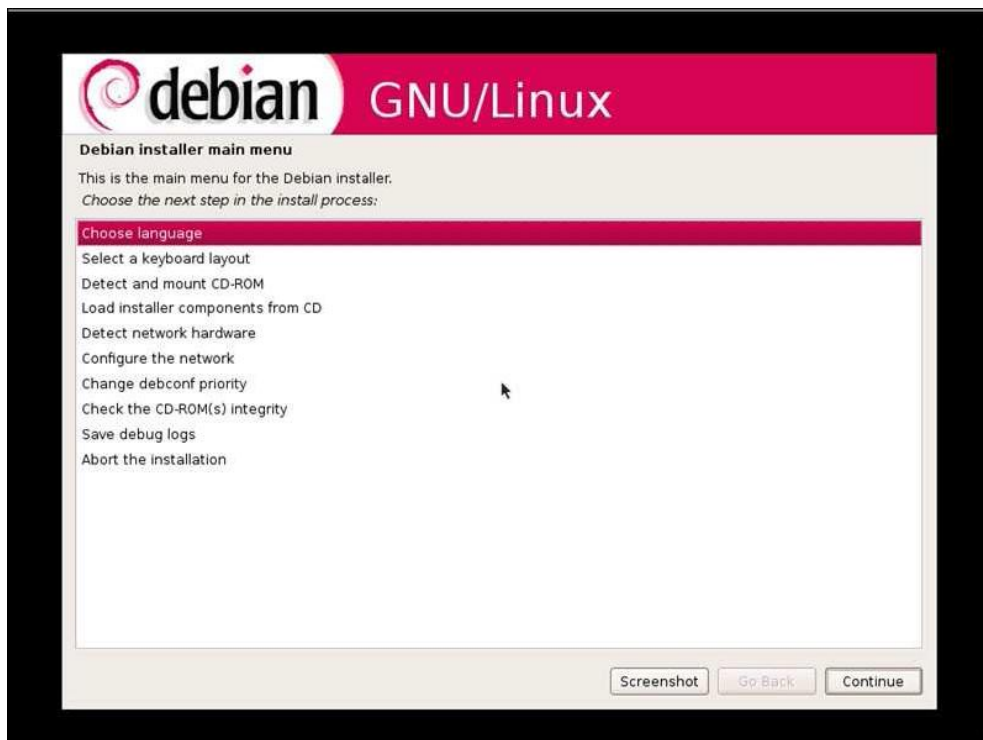 debian GNU/Linux
Debian installer main menu
This is the main menu for the Debian installer.
Choose the next step in the install process:
Choose language
Select a keyboard layout
Detect and mount CD-ROM
Load installer components from CD
Detect network hardware
Configure the network
Change debconf priority
Check the CD-ROM(s) integrity
Save debug logs
Abort the installation
Screenshot Go Back Continue